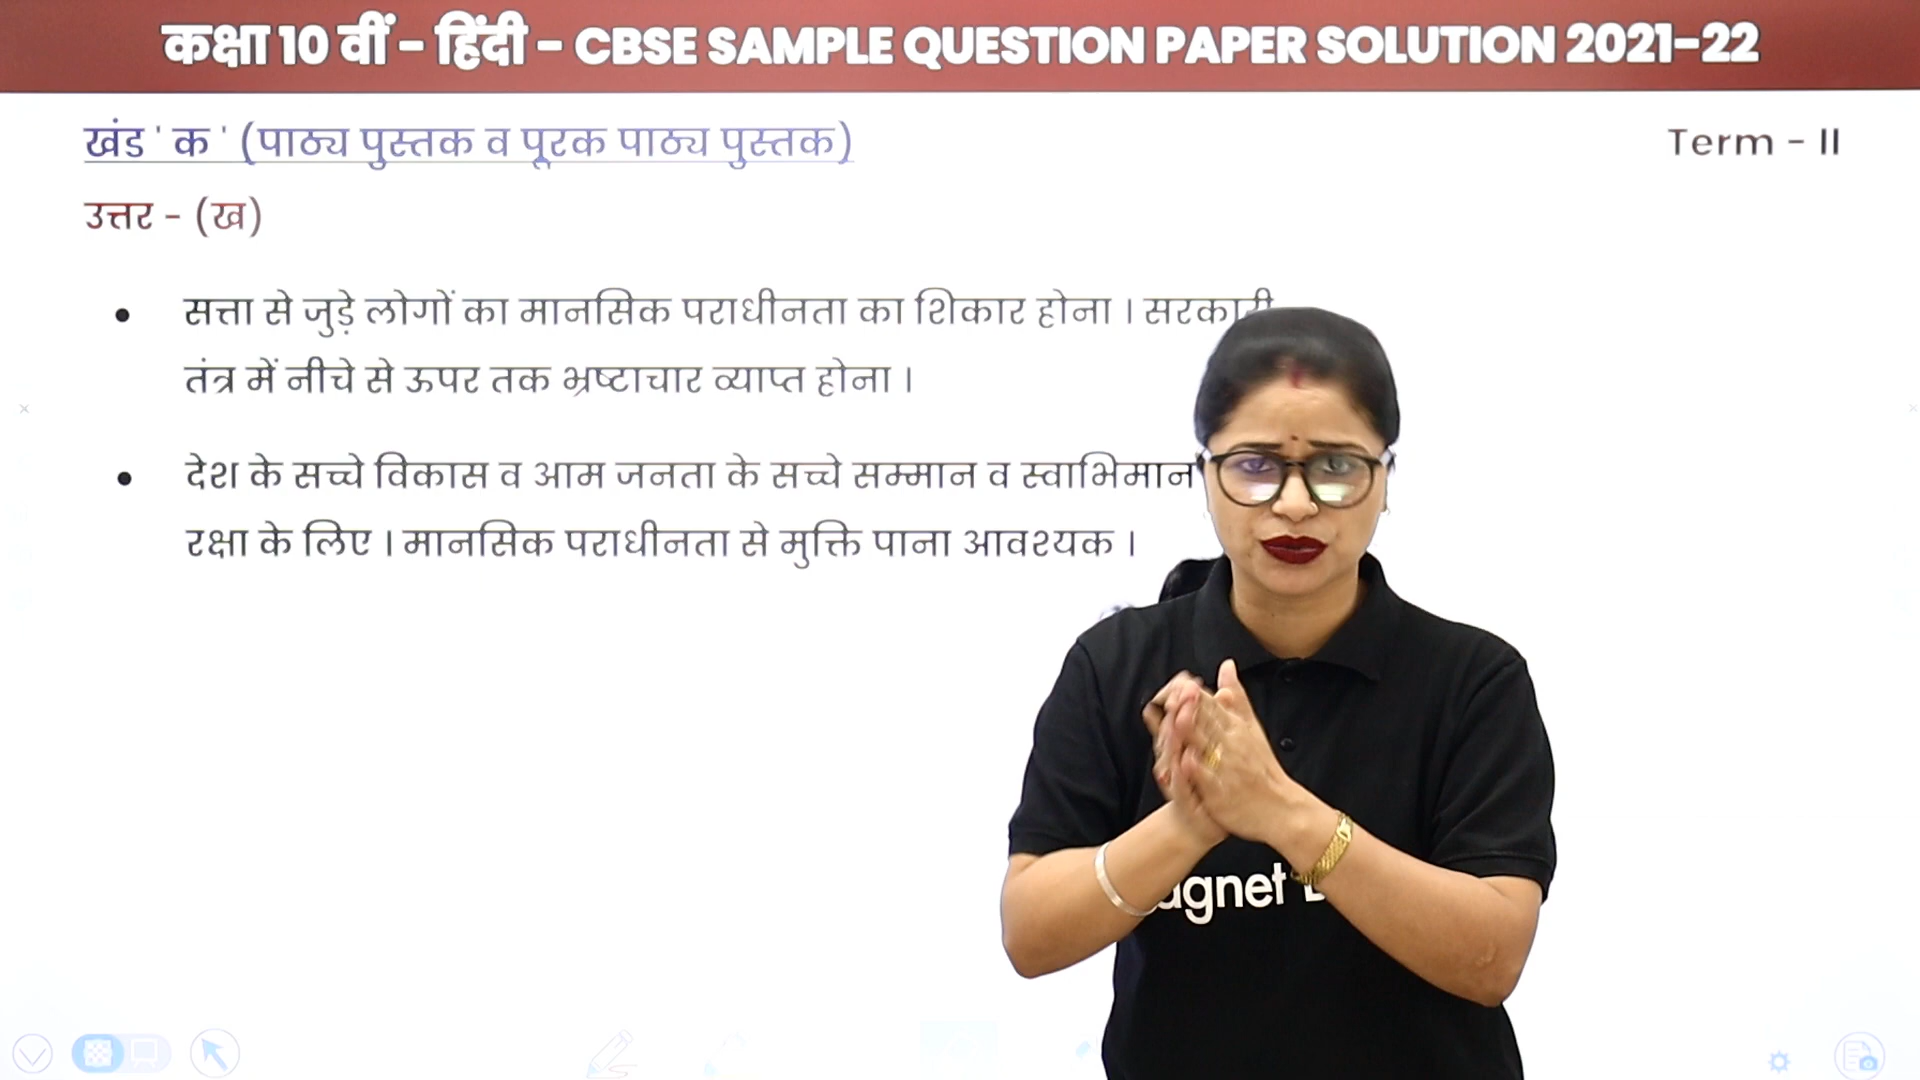 कक्षा 10 वीं - हिंदी - CBSE SAMPLE QUESTION PAPER SOLUTION 2021-22
खंड ' क ' (पाठ्य पुस्तक व पूरक पाठ्य पुस्तक)
Term - II
उत्तर - (ख)
• सत्ता से जुड़े लोगों का मानसिक पराधीनता का शिकार होना । सरकारी
तंत्र में नीचे से ऊपर तक भ्रष्टाचार व्याप्त होना ।
• देश के सच्चे विकास व आम जनता के सच्चे सम्मान व स्वाभिमान
रक्षा के लिए । मानसिक पराधीनता से मुक्ति पाना आवश्यक ।
agnet